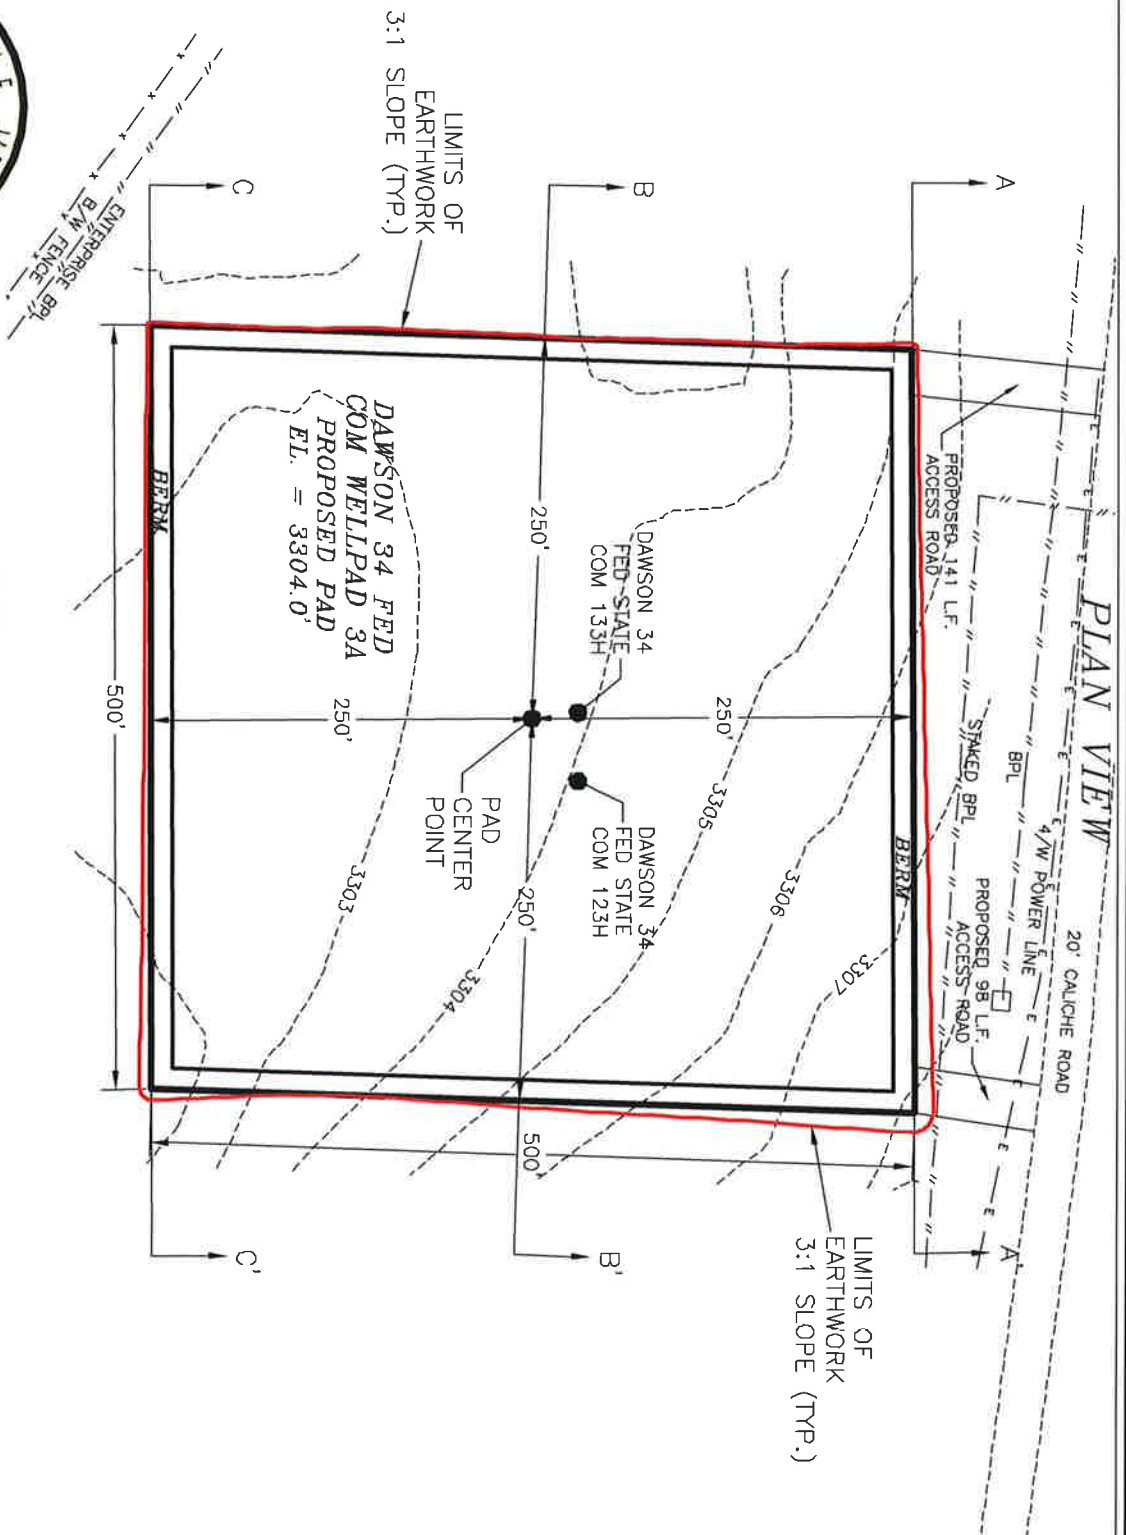 PLAN VIEW
20' CALICHE ROAD
4/W POWER LINE
BPL
STAKED BPL
PROPOSED 141 L.F.
ACCESS ROAD
PROPOSED 98 L.F.
ACCESS ROAD
A
A'
B
B'
C
C'
LIMITS OF
EARTHWORK
3:1 SLOPE (TYP.)
ENTERPRISE BPL
B/W FENCE
BERM
3307
3306
3305
3304
3303
DAWSON 34
FED STATE
COM 133H
DAWSON 34
FED STATE
COM 123H
250'
250'
250'
250'
PAD
CENTER
POINT
DAWSON 34 FED
COM WELLPAD 3A
PROPOSED PAD
EL. = 3304.0'
BERM
500'
500'
LIMITS OF
EARTHWORK
3:1 SLOPE (TYP.)